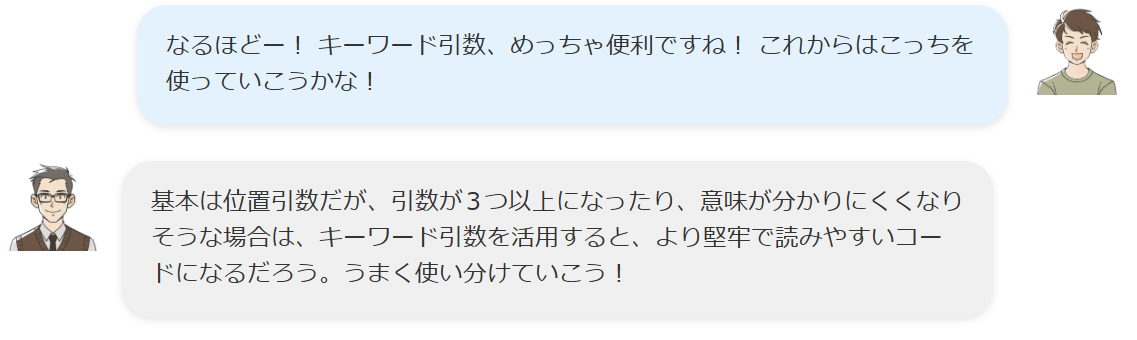 なるほどー！ キーワード引数、めっちゃ便利ですね！ これからはこっちを
使っていこうかな！
基本は位置引数だが、引数が３つ以上になったり、意味が分かりにくくなり
そうな場合は、キーワード引数を活用すると、より堅牢で読みやすいコー
ドになるだろう。うまく使い分けていこう！